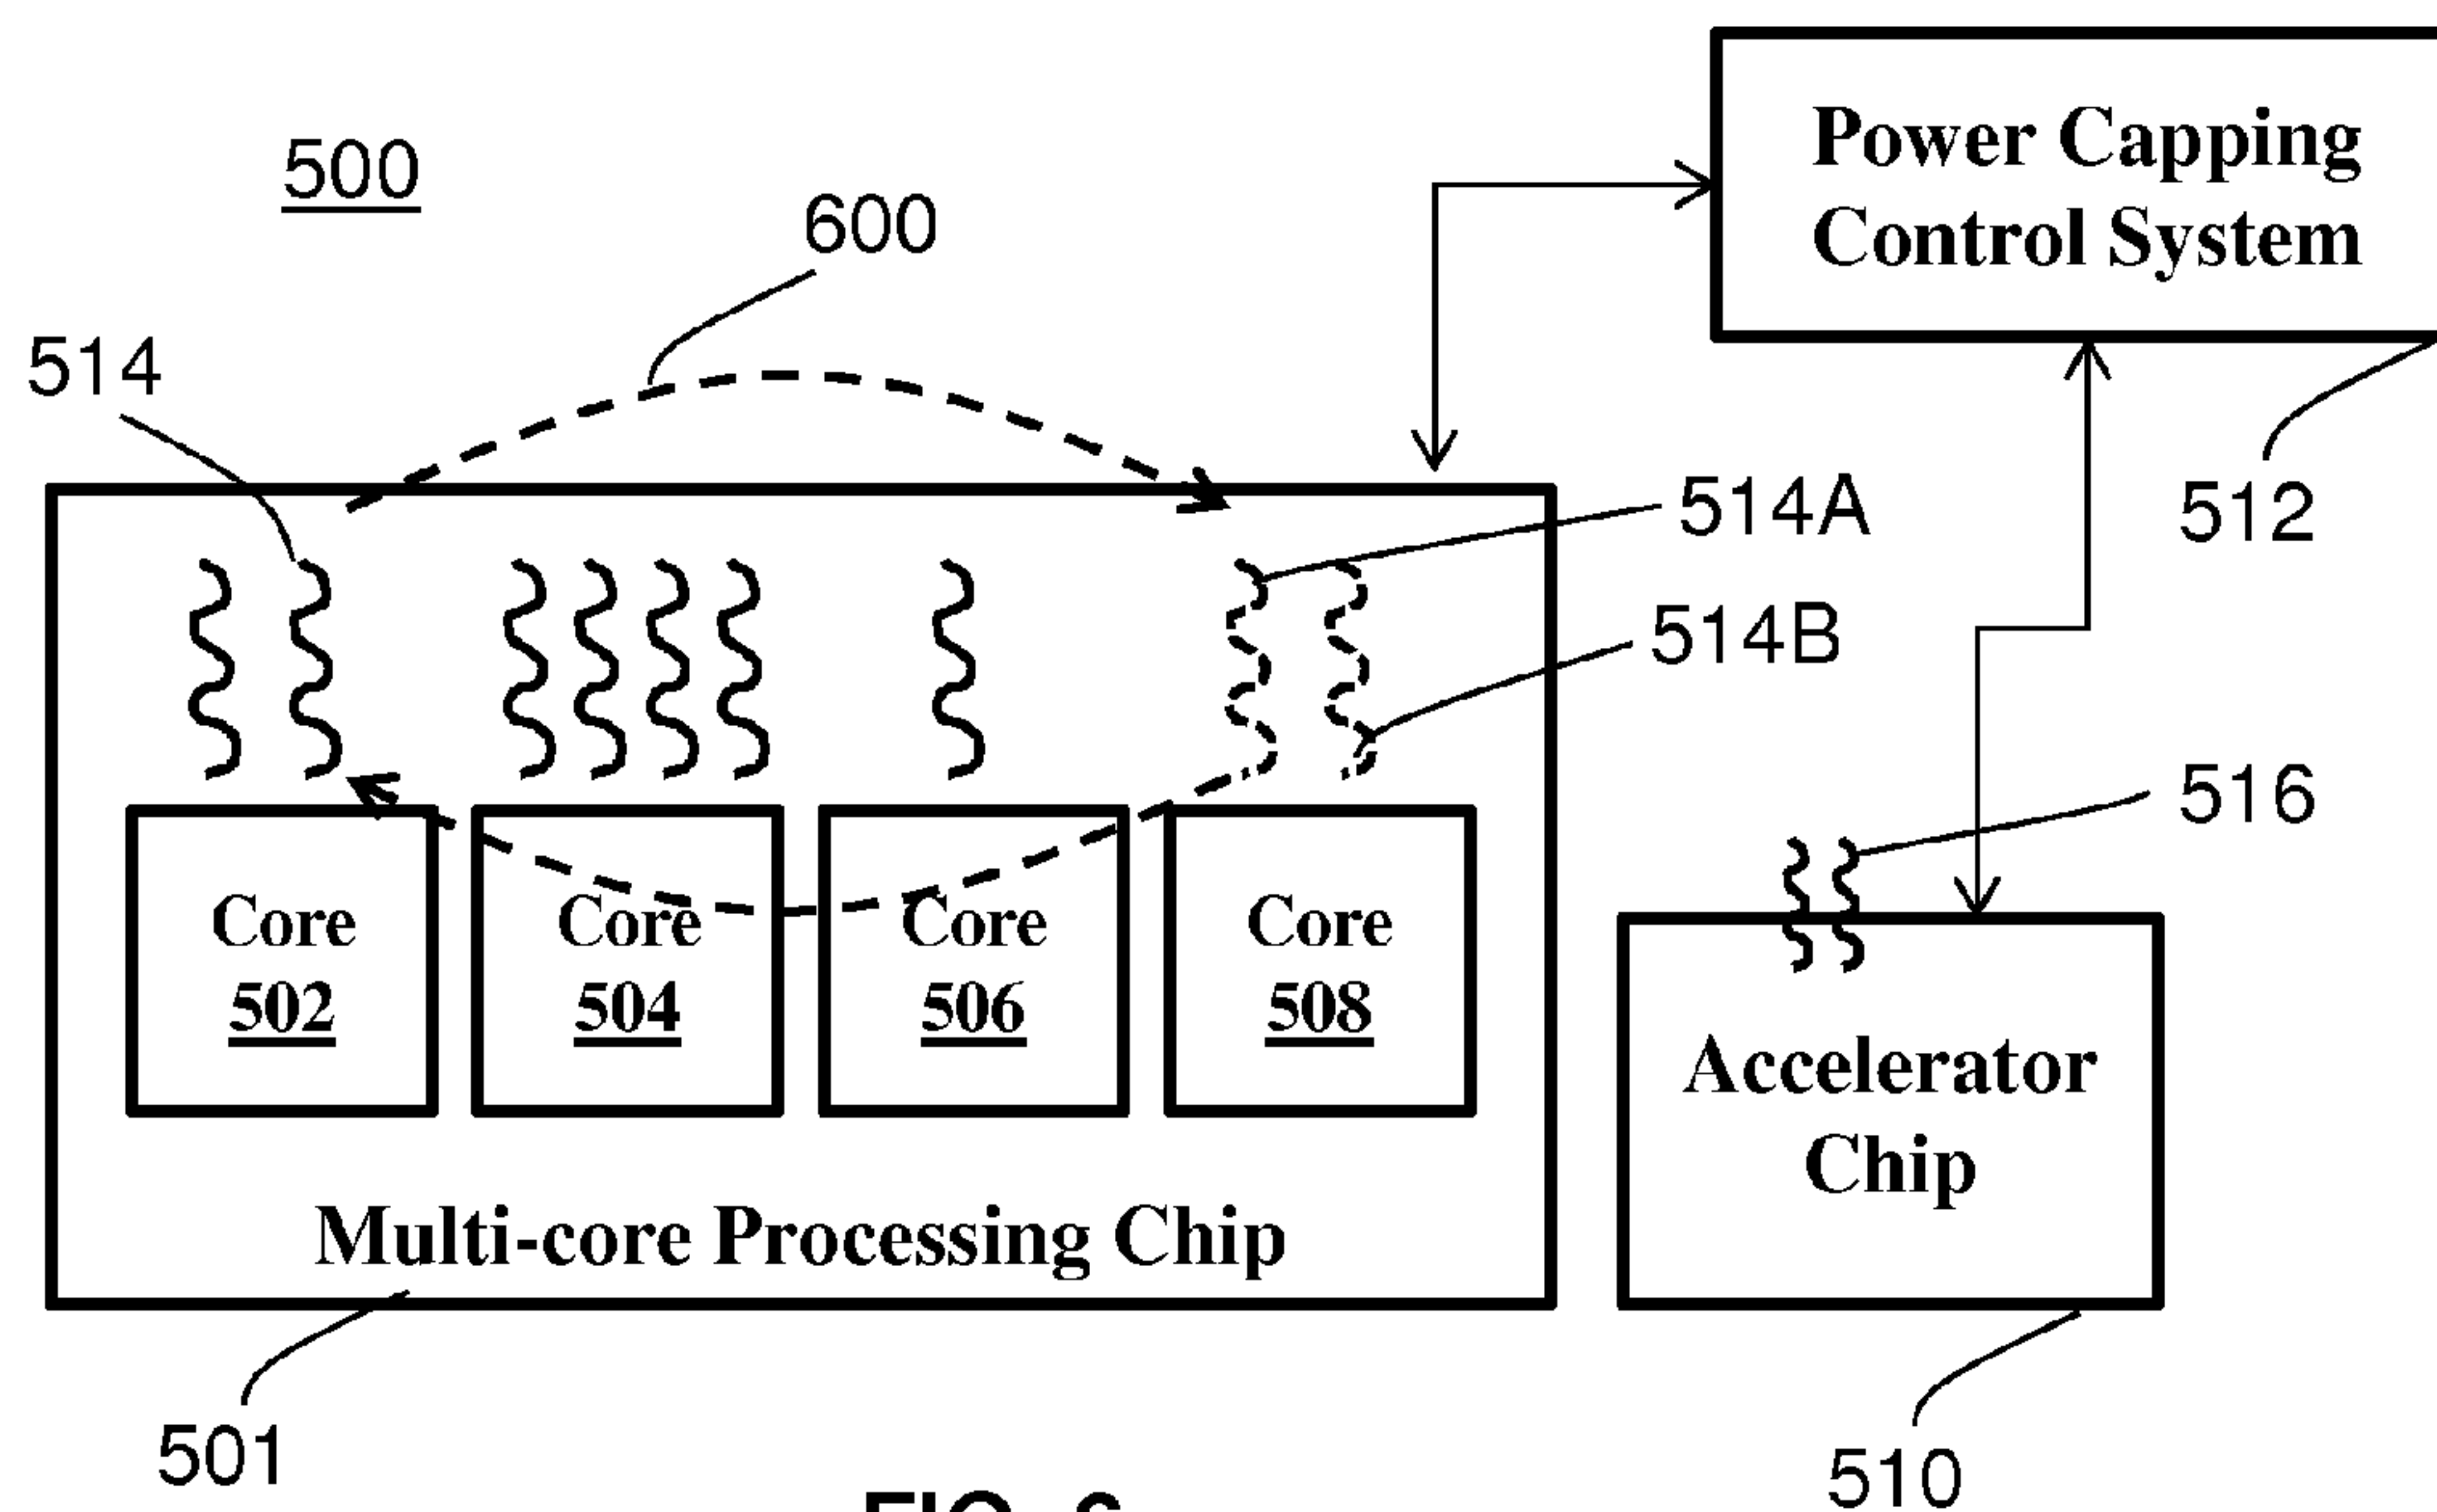 500
600
514
Power Capping
Control System
512
514A
514B
516
Core
502
Core
504
Core
506
Core
508
Accelerator
Chip
Multi-core Processing Chip
501
510